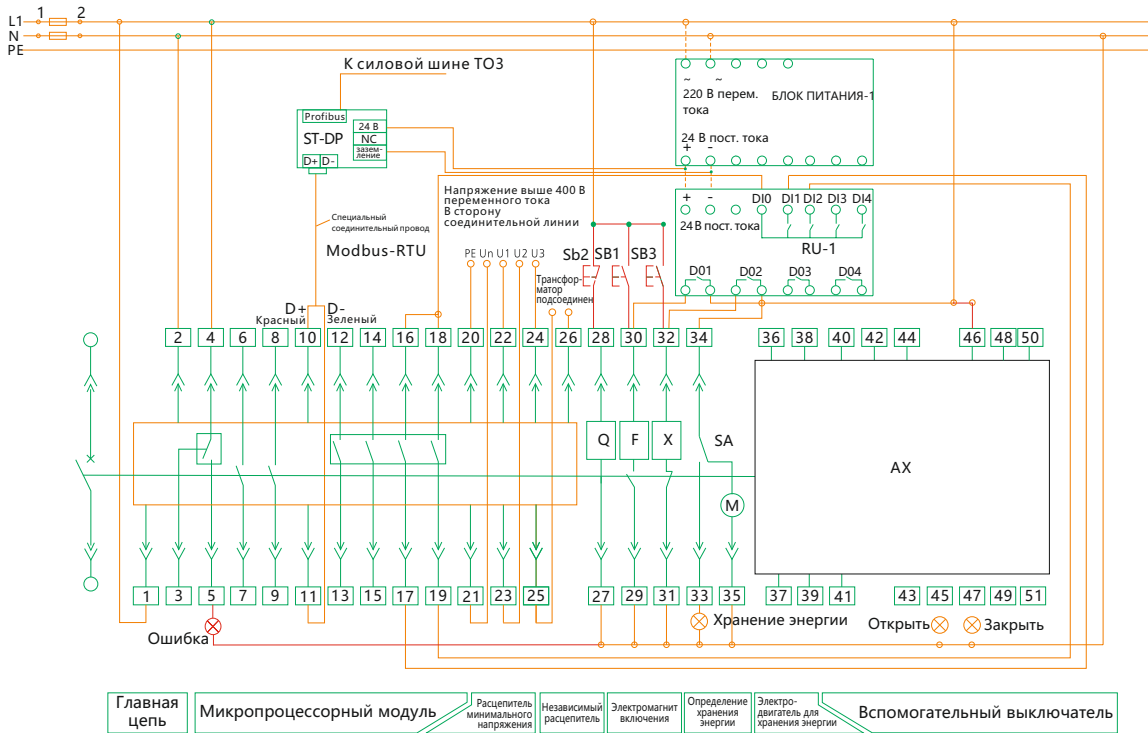 L1 1 2
N
PE
К силовой шине ТОЗ
Profibus
ST-DP
24 В
NC
зазем-
ление
D+ D-
~ ~
220 В перем.
тока
БЛОК ПИТАНИЯ-1
24 В пост. тока
+ -
Специальный
соединительный провод
Modbus-RTU
Напряжение выше 400 В
переменного тока
В сторону
соединительной линии
PE Un U1 U2 U3
Трансфор-
матор
подсоединен
Sb2 SB1 SB3
+ - DI0 DI1 DI2 DI3 DI4
24 В пост. тока
RU-1
D01 D02 D03 D04
D+ D-
Красный Зеленый
2 4 6 8 10 12 14 16 18 20 22 24 26 28 30 32 34 36 38 40 42 44 46 48 50
Q F X SA
M
AX
1 3 5 7 9 11 13 15 17 19 21 23 25 27 29 31 33 35 37 39 41 43 45 47 49 51
Ошибка
Хранение энергии
Открыть
Закрыть
Главная
цепь
Микропроцессорный модуль
Расцепитель
минимального
напряжения
Независимый
расцепитель
Электромагнит
включения
Определение
хранения
энергии
Электро-
двигатель для
хранения энергии
Вспомогательный выключатель